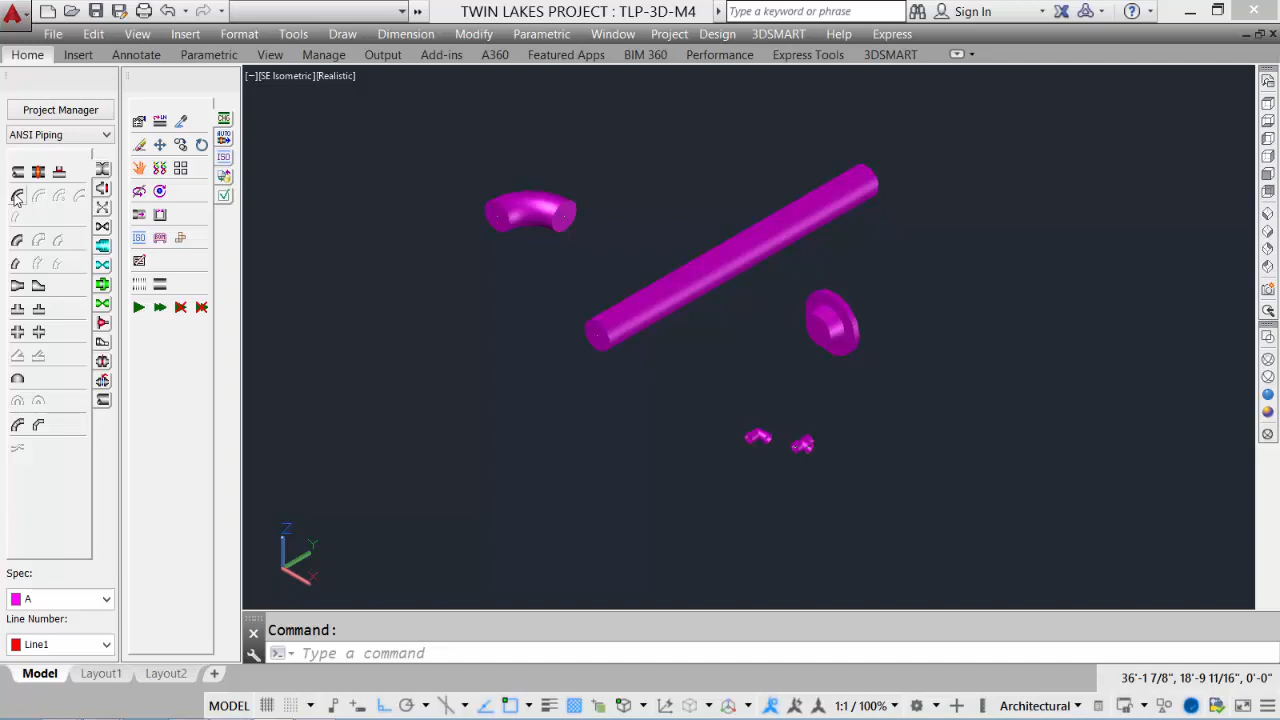 TWIN LAKES PROJECT : TLP-3D-M4
Type a keyword or phrase
Sign In
File Edit View Insert Format Tools Draw Dimension Modify Parametric Window Project Design 3DSMART Help Express
Home Insert Annotate Parametric View Manage Output Add-ins A360 Featured Apps BIM 360 Performance Express Tools 3DSMART
[−][SE Isometric][Realistic]
Project Manager
ANSI Piping
CHG
AUTO
ISO
ISO
Z
Y
X
Spec:
A
Line Number:
Line1
Command:
Type a command
Model Layout1 Layout2 +
36'-1 7/8", 18'-9 11/16", 0'-0"
MODEL
1:1 / 100%
Architectural